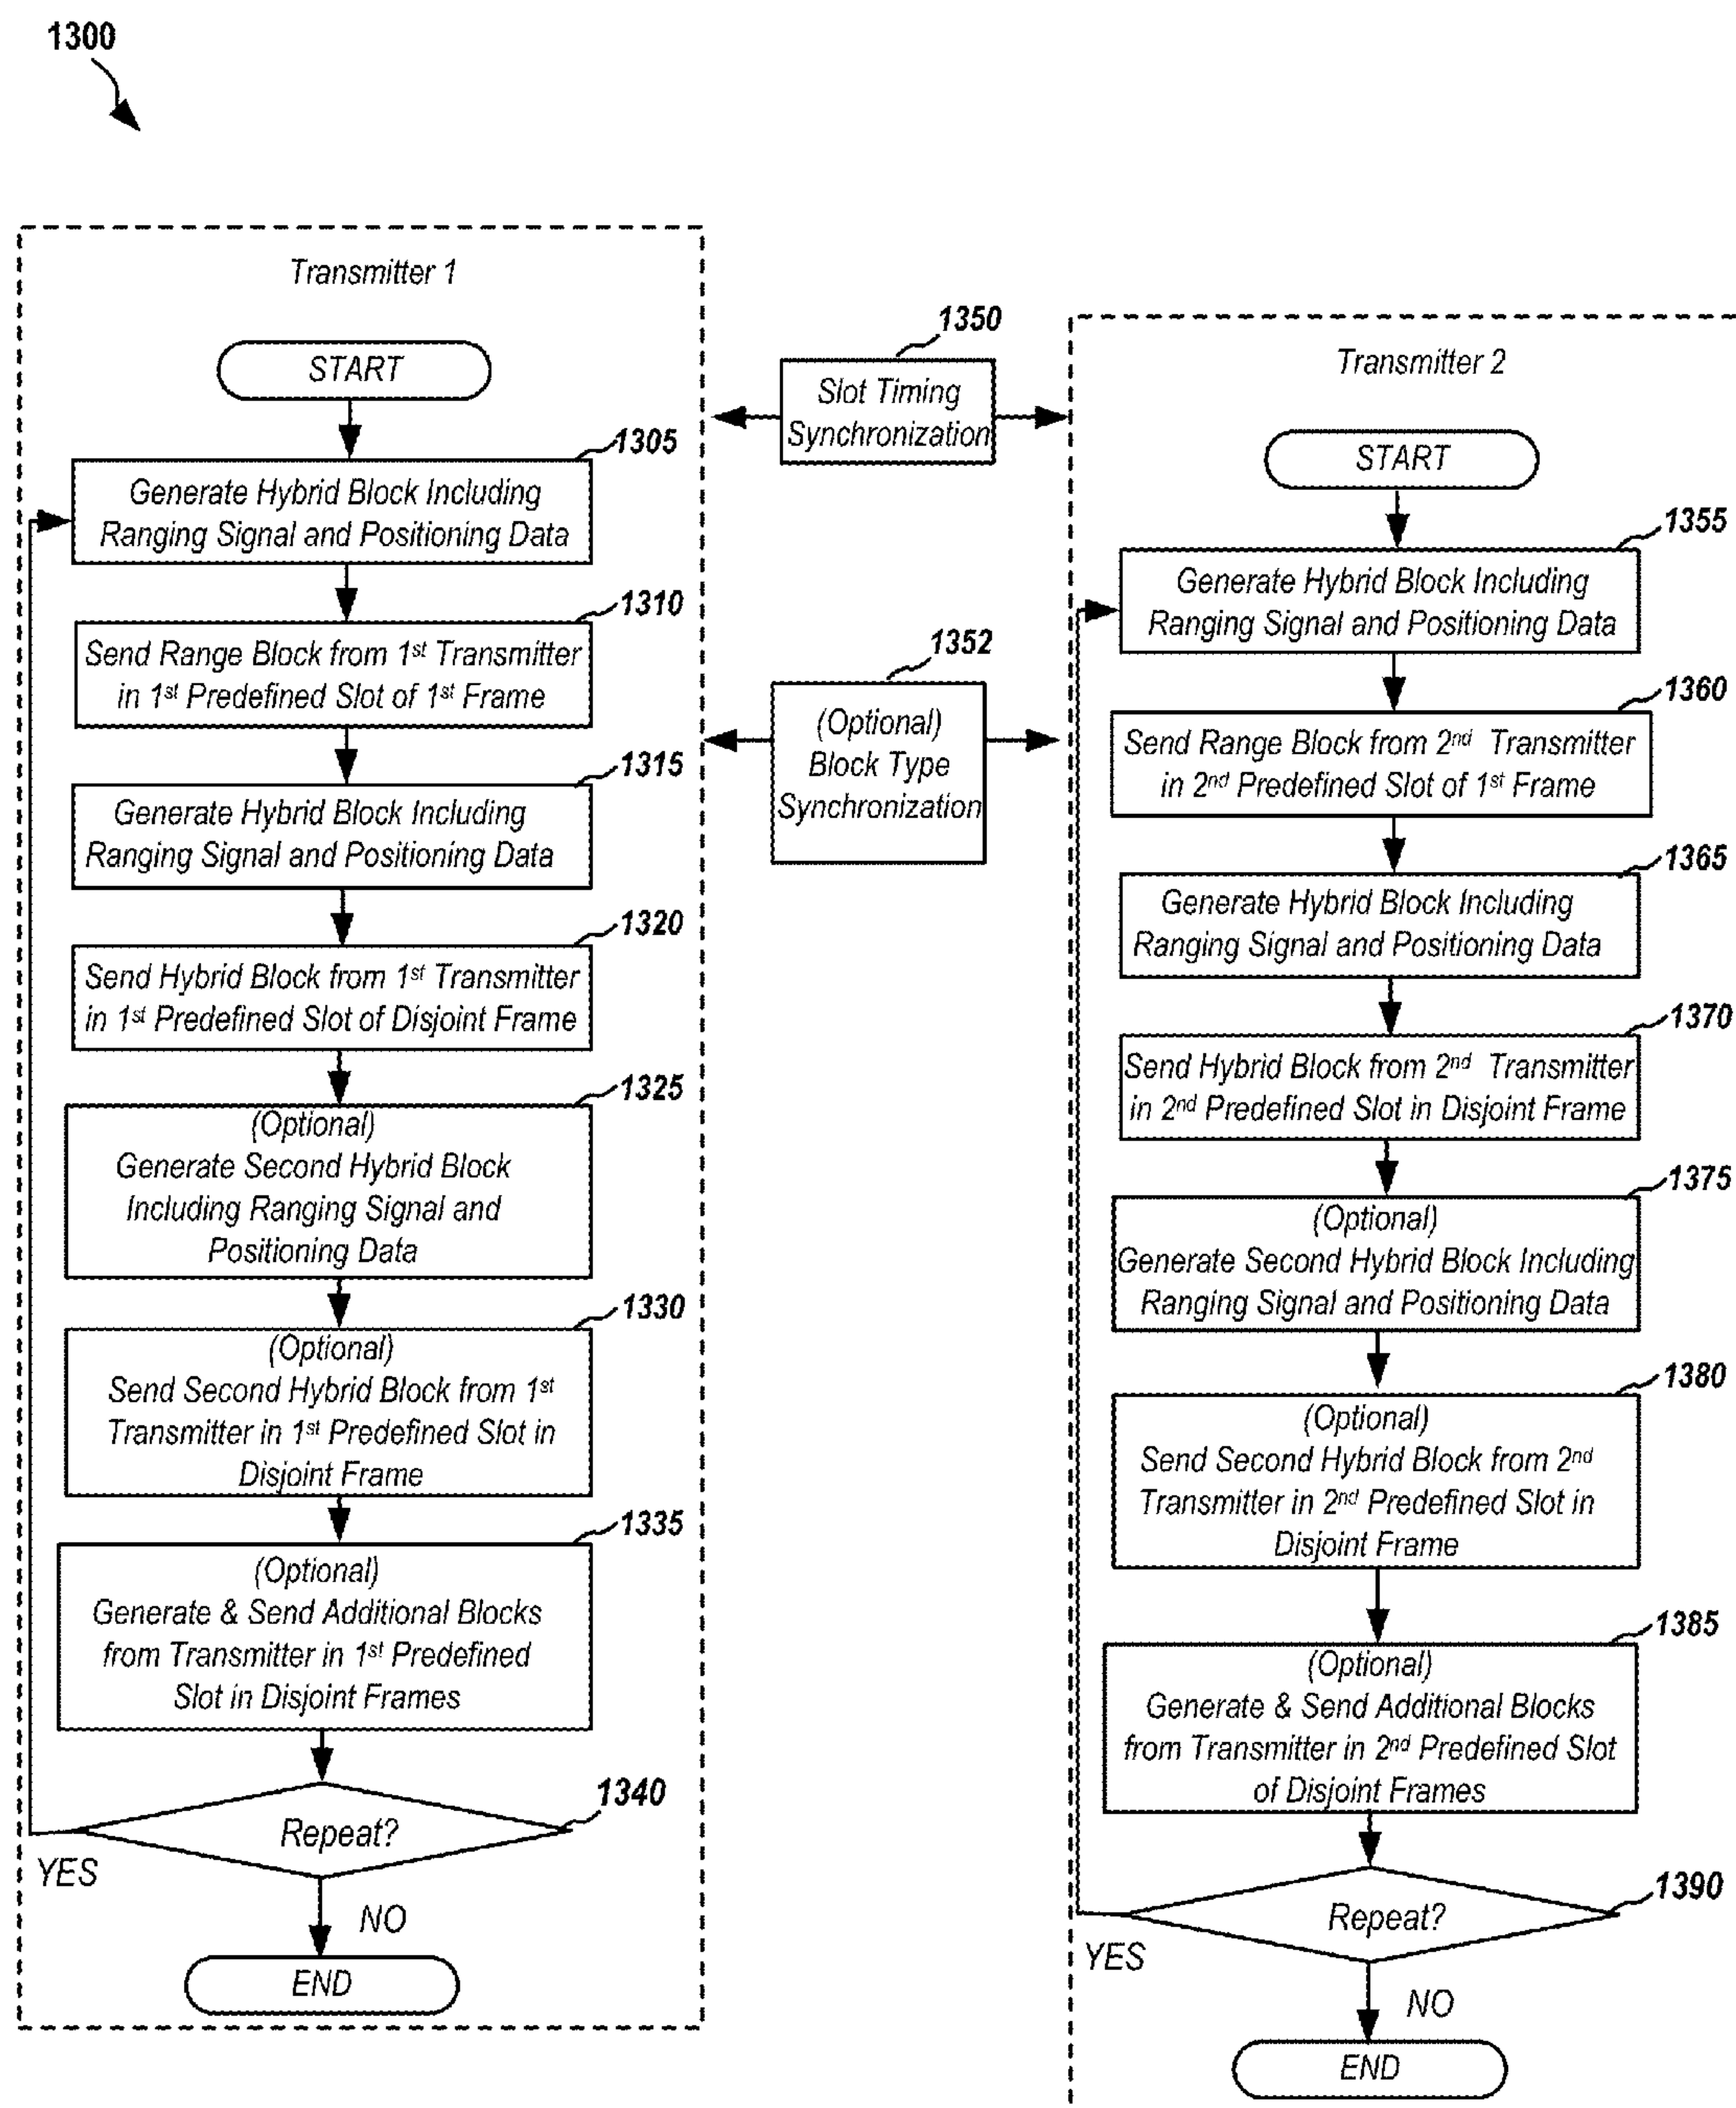 1300
Transmitter 1
START
1305
Generate Hybrid Block Including
Ranging Signal and Positioning Data
1310
Send Range Block from 1st Transmitter
in 1st Predefined Slot of 1st Frame
1315
Generate Hybrid Block Including
Ranging Signal and Positioning Data
1320
Send Hybrid Block from 1st Transmitter
in 1st Predefined Slot of Disjoint Frame
1325
(Optional)
Generate Second Hybrid Block
Including Ranging Signal and
Positioning Data
1330
(Optional)
Send Second Hybrid Block from 1st
Transmitter in 1st Predefined Slot in
Disjoint Frame
1335
(Optional)
Generate & Send Additional Blocks
from Transmitter in 1st Predefined
Slot in Disjoint Frames
1340
Repeat?
YES
NO
END
1350
Slot Timing
Synchronization
1352
(Optional)
Block Type
Synchronization
Transmitter 2
START
1355
Generate Hybrid Block Including
Ranging Signal and Positioning Data
1360
Send Range Block from 2nd Transmitter
in 2nd Predefined Slot of 1st Frame
1365
Generate Hybrid Block Including
Ranging Signal and Positioning Data
1370
Send Hybrid Block from 2nd Transmitter
in 2nd Predefined Slot in Disjoint Frame
1375
(Optional)
Generate Second Hybrid Block Including
Ranging Signal and Positioning Data
1380
(Optional)
Send Second Hybrid Block from 2nd
Transmitter in 2nd Predefined Slot in
Disjoint Frame
1385
(Optional)
Generate & Send Additional Blocks
from Transmitter in 2nd Predefined Slot
of Disjoint Frames
1390
Repeat?
YES
NO
END